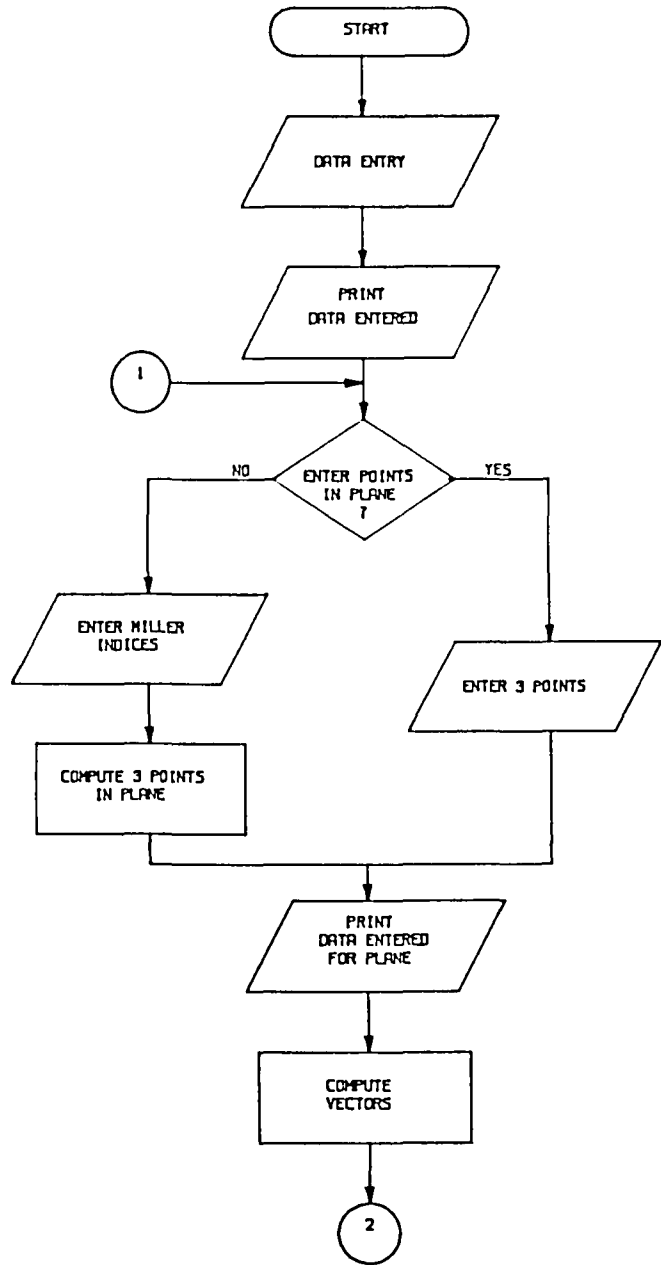 START
DATA ENTRY
PRINT
DATA ENTERED
1
NO
YES
ENTER POINTS
IN PLANE
?
ENTER MILLER
INDICES
ENTER 3 POINTS
COMPUTE 3 POINTS
IN PLANE
PRINT
DATA ENTERED
FOR PLANE
COMPUTE
VECTORS
2